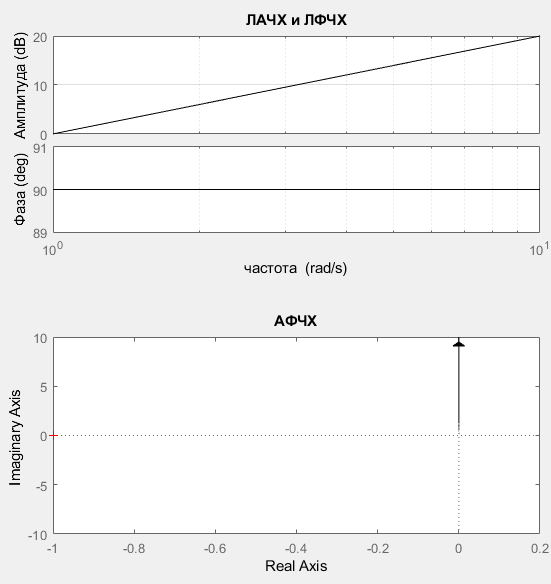 ЛАЧХ и ЛФЧХ
Амплитуда (dB)
20
10
0
Фаза (deg)
91
90
89
10^0
10^1
частота (rad/s)
АФЧХ
Imaginary Axis
10
5
0
-5
-10
-1
-0.8
-0.6
-0.4
-0.2
0
0.2
Real Axis